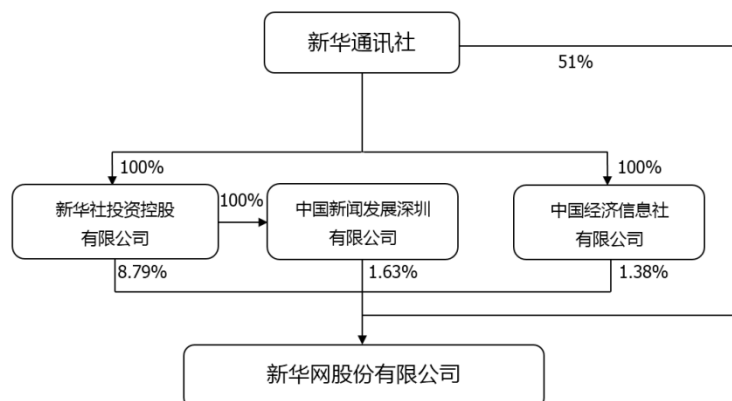 新华通讯社
51%
100%
100%
新华社投资控股
有限公司
100%
中国新闻发展深圳
有限公司
中国经济信息社
有限公司
8.79%
1.63%
1.38%
新华网股份有限公司